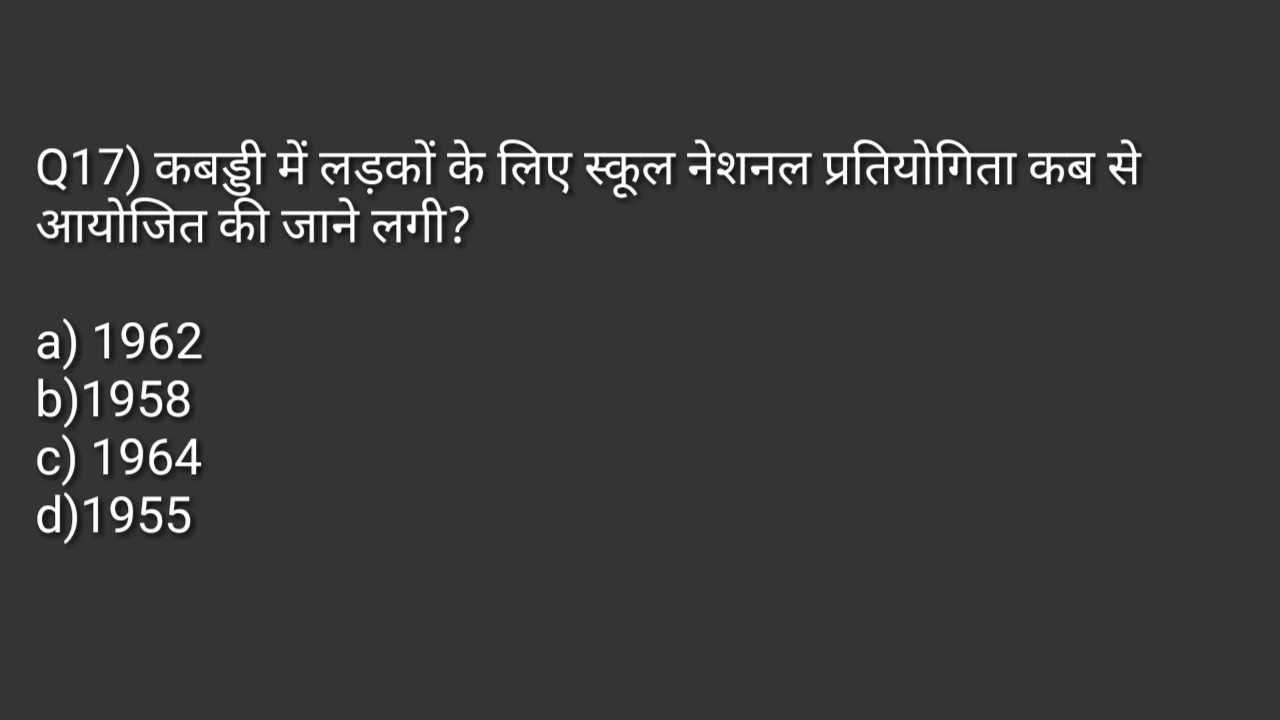 Q17) कबड्डी में लड़कों के लिए स्कूल नेशनल प्रतियोगिता कब से
आयोजित की जाने लगी?
a) 1962
b)1958
c) 1964
d)1955